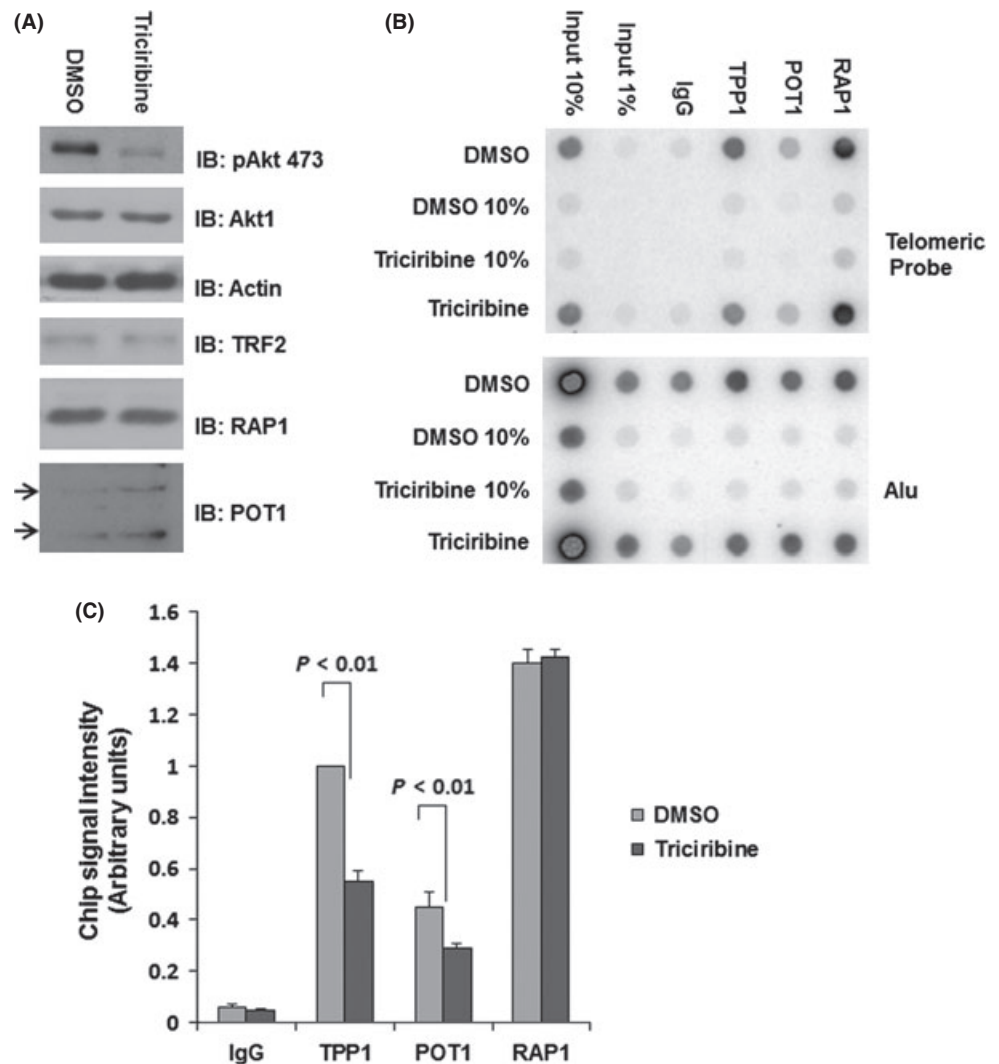 (A)
DMSO
Triciribine
IB: pAkt 473
IB: Akt1
IB: Actin
IB: TRF2
IB: RAP1
IB: POT1
(B)
Input 10%
Input 1%
IgG
TPP1
POT1
RAP1
DMSO
DMSO 10%
Triciribine 10%
Triciribine
Telomeric
Probe
DMSO
DMSO 10%
Triciribine 10%
Triciribine
Alu
(C)
Chip signal intensity
(Arbitrary units)
1.6
1.4
1.2
1
0.8
0.6
0.4
0.2
0
P < 0.01
P < 0.01
DMSO
Triciribine
IgG
TPP1
POT1
RAP1